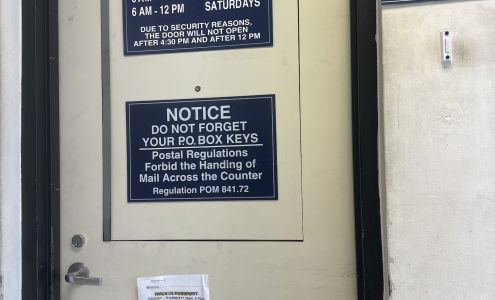 6 AM - 12 PM SATURDAYS
DUE TO SECURITY REASONS,
THE DOOR WILL NOT OPEN
AFTER 4:30 PM AND AFTER 12 PM
NOTICE
DO NOT FORGET
YOUR P.O. BOX KEYS
Postal Regulations
Forbid the Handing of
Mail Across the Counter
Regulation POM 841.72
WALK-IN PASSPORT